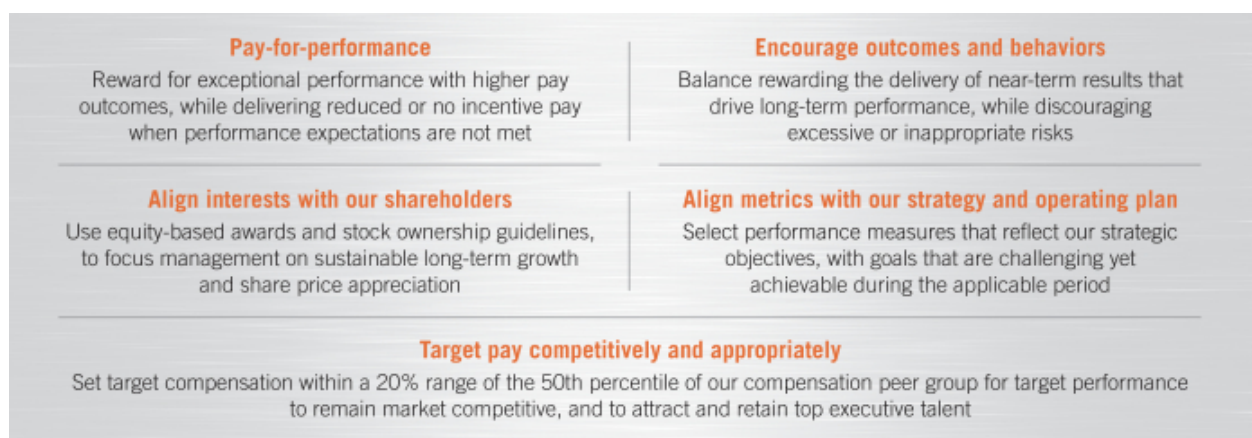 Pay-for-performance
Reward for exceptional performance with higher pay
outcomes, while delivering reduced or no incentive pay
when performance expectations are not met
Encourage outcomes and behaviors
Balance rewarding the delivery of near-term results that
drive long-term performance, while discouraging
excessive or inappropriate risks
Align interests with our shareholders
Use equity-based awards and stock ownership guidelines,
to focus management on sustainable long-term growth
and share price appreciation
Align metrics with our strategy and operating plan
Select performance measures that reflect our strategic
objectives, with goals that are challenging yet
achievable during the applicable period
Target pay competitively and appropriately
Set target compensation within a 20% range of the 50th percentile of our compensation peer group for target performance
to remain market competitive, and to attract and retain top executive talent